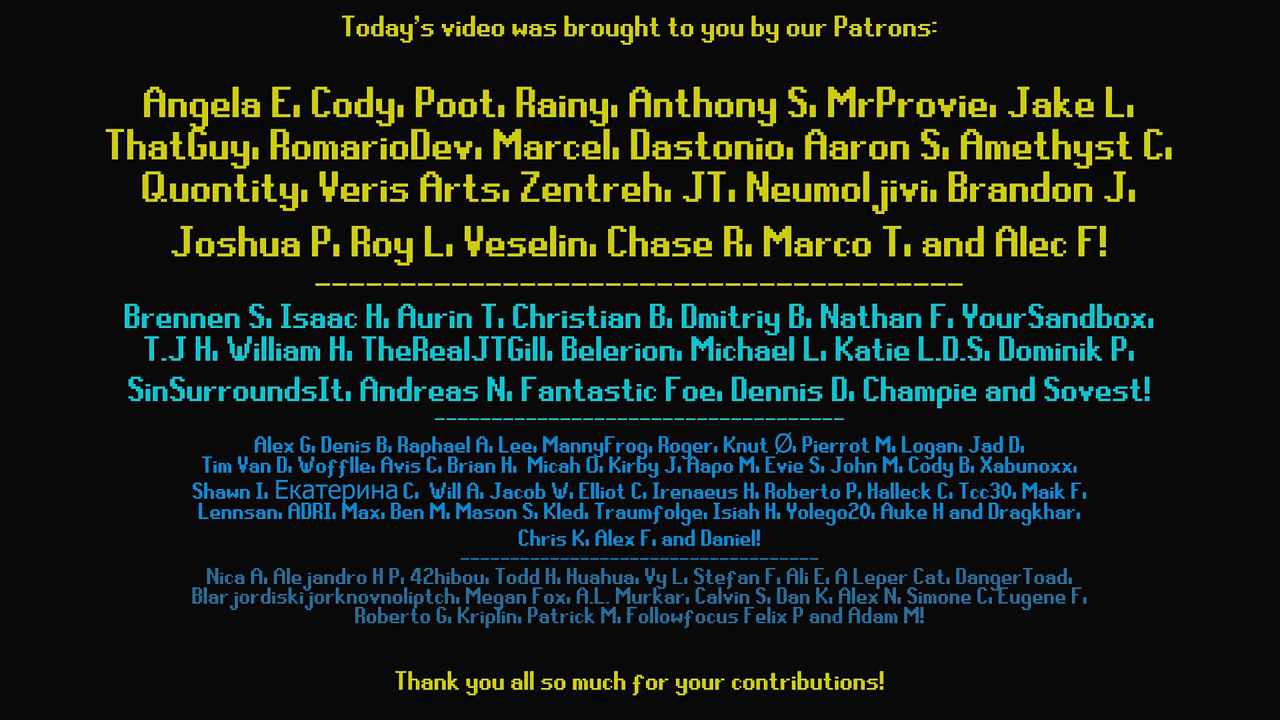 Today's video was brought to you by our Patrons:
Angela E, Cody, Poot, Rainy, Anthony S, MrProvie, Jake L,
ThatGuy, RomarioDev, Marcel, Dastonio, Aaron S, Amethyst C,
Quontity, Veris Arts, Zentreh, JT, Neumoljivi, Brandon J,
Joshua P, Roy L, Veselin, Chase R, Marco T, and Alec F!
------------------------------------
Brennen S, Isaac H, Aurin T, Christian B, Dmitriy B, Nathan F, YourSandbox,
T.J H, William H, TheRealJTGill, Belerion, Michael L, Katie L.D.S, Dominik P,
SinSurroundsIt, Andreas N, Fantastic Foe, Dennis D, Champie and Sovest!
------------------------------------
Alex G, Denis B, Raphael A, Lee, MannyFrog, Roger, Knut Ø, Pierrot M, Logan, Jad D,
Tim Van D, Wofflle, Avis C, Brian H, Micah O, Kirby J, Aapo M, Evie S, John M, Cody B, Xabunoxx,
Shawn I, Екатерина C, Will A, Jacob W, Elliot C, Irenaeus H, Roberto P, Halleck C, Tcc30, Maik F,
Lennsan, ADRI, Max, Ben M, Mason S, Kled, Traumfolge, Isiah H, Yolego20, Auke H and Dragkhar,
Chris K, Alex F, and Daniel!
------------------------------------
Nica A, Alejandro H P, 42hibou, Todd H, Huahua, Vy L, Stefan F, Ali E, A Leper Cat, DangerToad,
Blarjordiskijorknovnoliptch, Megan Fox, A.L. Murkar, Calvin S, Dan K, Alex N, Simone C, Eugene F,
Roberto G, Kriplin, Patrick M, Followfocus Felix P and Adam M!
Thank you all so much for your contributions!